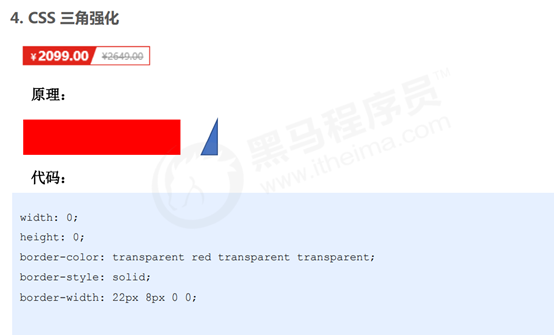 4. CSS 三角强化
¥2099.00 ¥2649.00
原理：
黑马程序员™
www.itheima.com
代码：
width: 0;
height: 0;
border-color: transparent red transparent transparent;
border-style: solid;
border-width: 22px 8px 0 0;